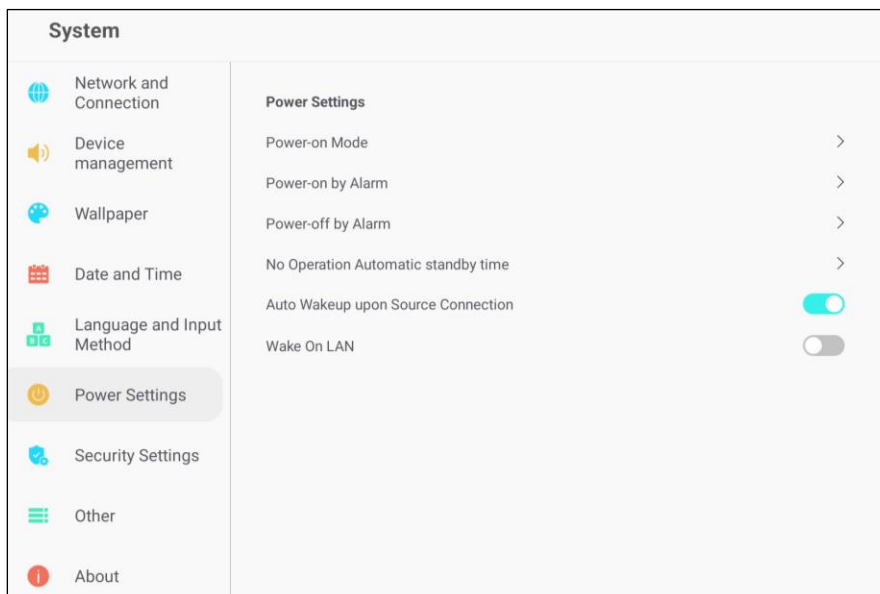 System
Network and
Connection
Device
management
Wallpaper
Date and Time
Language and Input
Method
Power Settings
Security Settings
Other
About
Power Settings
Power-on Mode
Power-on by Alarm
Power-off by Alarm
No Operation Automatic standby time
Auto Wakeup upon Source Connection
Wake On LAN